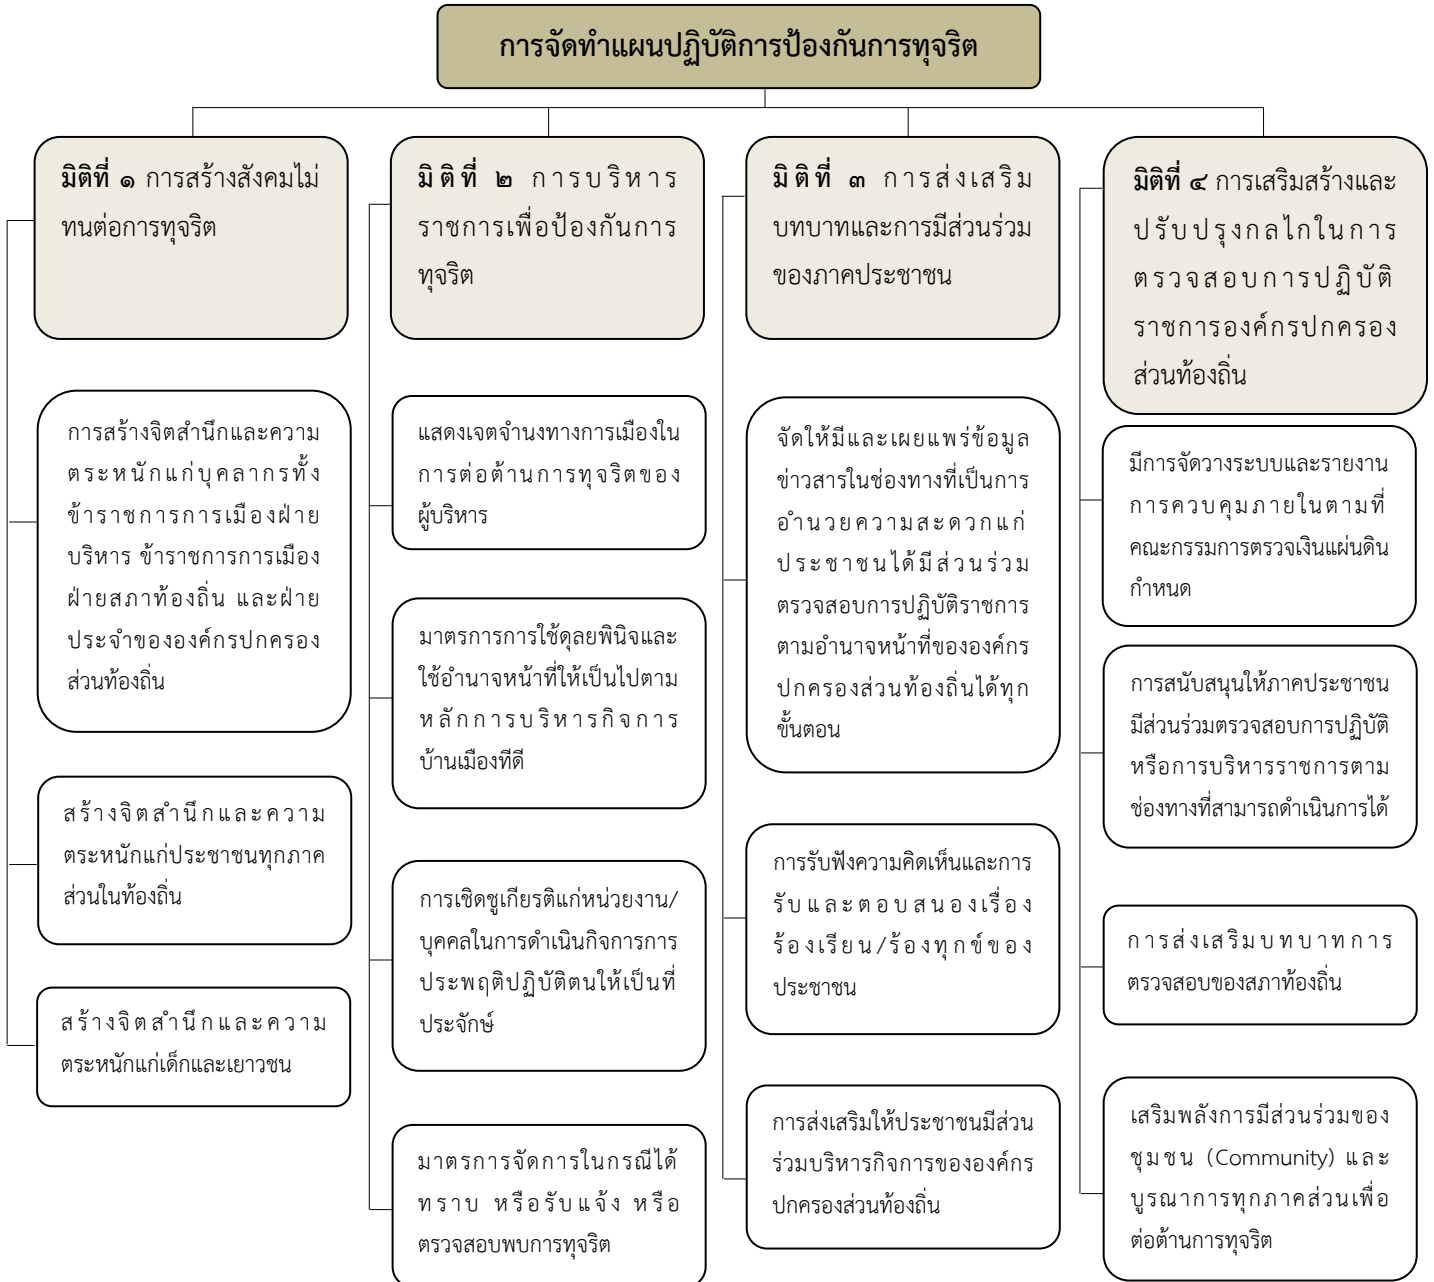 การจัดทำแผนปฏิบัติการป้องกันการทุจริต
มิติที่ ๑ การสร้างสังคมไม่
ทนต่อการทุจริต
การสร้างจิตสำนึกและความ
ตระหนักแก่บุคลากรทั้ง
ข้าราชการการเมืองฝ่าย
บริหาร ข้าราชการการเมือง
ฝ่ายสภาท้องถิ่น และฝ่าย
ประจำขององค์กรปกครอง
ส่วนท้องถิ่น
สร้างจิตสำนึกและความ
ตระหนักแก่ประชาชนทุกภาค
ส่วนในท้องถิ่น
สร้างจิตสำนึกและความ
ตระหนักแก่เด็กและเยาวชน
มิติที่ ๒ การบริหาร
ราชการเพื่อป้องกันการ
ทุจริต
แสดงเจตจำนงทางการเมืองใน
การต่อต้านการทุจริตของ
ผู้บริหาร
มาตรการการใช้ดุลยพินิจและ
ใช้อำนาจหน้าที่ให้เป็นไปตาม
หลักการบริหารกิจการ
บ้านเมืองทีดี
การเชิดชูเกียรติแก่หน่วยงาน/
บุคคลในการดำเนินกิจการการ
ประพฤติปฏิบัติตนให้เป็นที่
ประจักษ์
มาตรการจัดการในกรณีได้
ทราบ หรือรับแจ้ง หรือ
ตรวจสอบพบการทุจริต
มิติที่ ๓ การส่งเสริม
บทบาทและการมีส่วนร่วม
ของภาคประชาชน
จัดให้มีและเผยแพร่ข้อมูล
ข่าวสารในช่องทางที่เป็นการ
อำนวยความสะดวกแก่
ประชาชนได้มีส่วนร่วม
ตรวจสอบการปฏิบัติราชการ
ตามอำนาจหน้าที่ขององค์กร
ปกครองส่วนท้องถิ่นได้ทุก
ขั้นตอน
การรับฟังความคิดเห็นและการ
รับและตอบสนองเรื่อง
ร้องเรียน/ร้องทุกข์ของ
ประชาชน
การส่งเสริมให้ประชาชนมีส่วน
ร่วมบริหารกิจการขององค์กร
ปกครองส่วนท้องถิ่น
มิติที่ ๔ การเสริมสร้างและ
ปรับปรุงกลไกในการ
ตรวจสอบการปฏิบัติ
ราชการองค์กรปกครอง
ส่วนท้องถิ่น
มีการจัดวางระบบและรายงาน
การควบคุมภายในตามที่
คณะกรรมการตรวจเงินแผ่นดิน
กำหนด
การสนับสนุนให้ภาคประชาชน
มีส่วนร่วมตรวจสอบการปฏิบัติ
หรือการบริหารราชการตาม
ช่องทางที่สามารถดำเนินการได้
การส่งเสริมบทบาทการ
ตรวจสอบของสภาท้องถิ่น
เสริมพลังการมีส่วนร่วมของ
ชุมชน (Community) และ
บูรณาการทุกภาคส่วนเพื่อ
ต่อต้านการทุจริต